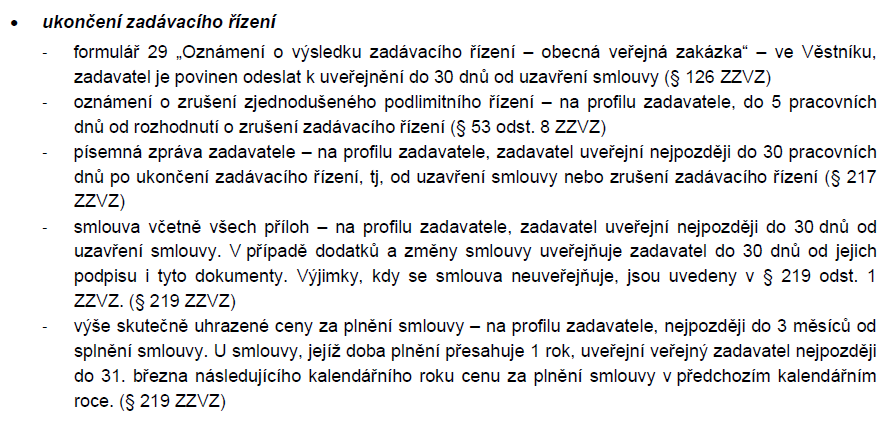 • ukončení zadávacího řízení
- formulář 29 „Oznámení o výsledku zadávacího řízení – obecná veřejná zakázka“ – ve Věstníku,
zadavatel je povinen odeslat k uveřejnění do 30 dnů od uzavření smlouvy (§ 126 ZZVZ)
- oznámení o zrušení zjednodušeného podlimitního řízení – na profilu zadavatele, do 5 pracovních
dnů od rozhodnutí o zrušení zadávacího řízení (§ 53 odst. 8 ZZVZ)
- písemná zpráva zadavatele – na profilu zadavatele, zadavatel uveřejní nejpozději do 30 pracovních
dnů po ukončení zadávacího řízení, tj, od uzavření smlouvy nebo zrušení zadávacího řízení (§ 217
ZZVZ)
- smlouva včetně všech příloh – na profilu zadavatele, zadavatel uveřejní nejpozději do 30 dnů od
uzavření smlouvy. V případě dodatků a změny smlouvy uveřejňuje zadavatel do 30 dnů od jejich
podpisu i tyto dokumenty. Výjimky, kdy se smlouva neuveřejňuje, jsou uvedeny v § 219 odst. 1
ZZVZ. (§ 219 ZZVZ)
- výše skutečně uhrazené ceny za plnění smlouvy – na profilu zadavatele, nejpozději do 3 měsíců od
splnění smlouvy. U smlouvy, jejíž doba plnění přesahuje 1 rok, uveřejní veřejný zadavatel nejpozději
do 31. března následujícího kalendářního roku cenu za plnění smlouvy v předchozím kalendářním
roce. (§ 219 ZZVZ)